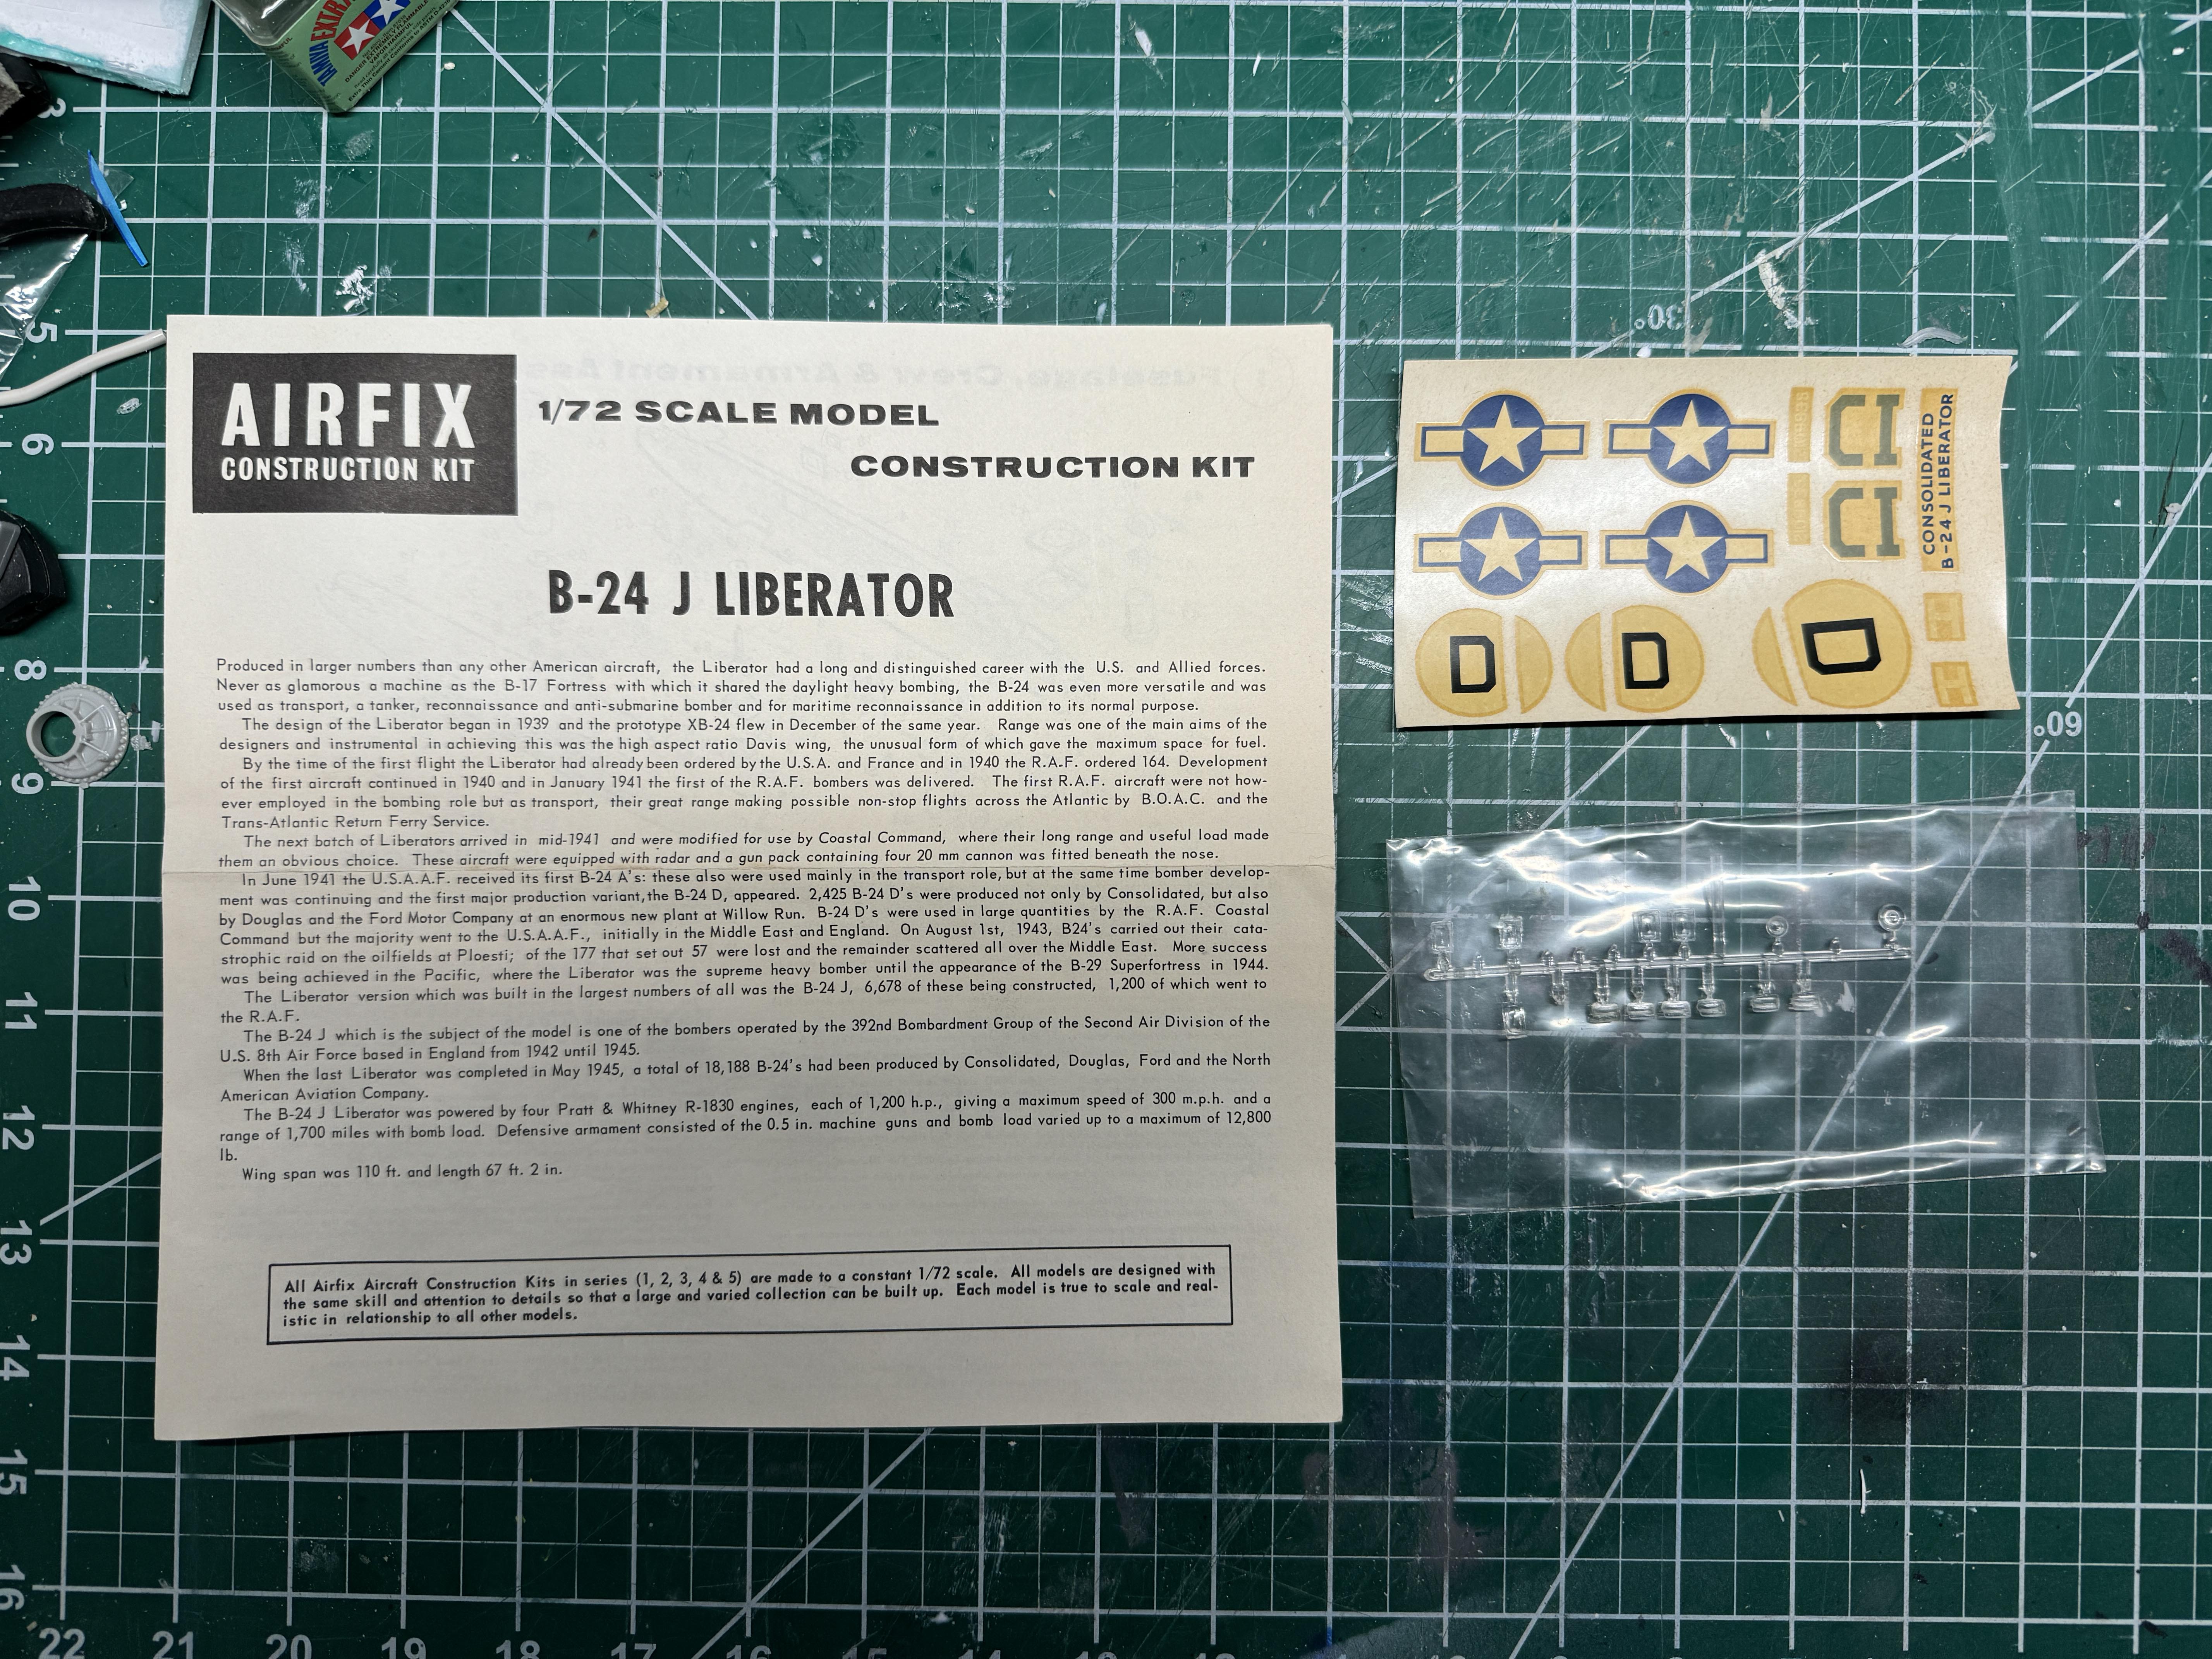 TAMIYA EXTRA
DANGER EXTREMELY FLAMMABLE
AIRFIX
CONSTRUCTION KIT
1/72 SCALE MODEL
CONSTRUCTION KIT
B-24 J LIBERATOR
Produced in larger numbers than any other American aircraft, the Liberator had a long and distinguished career with the U.S. and Allied forces.
Never as glamorous a machine as the B-17 Fortress with which it shared the daylight heavy bombing, the B-24 was even more versatile and was
used as transport, a tanker, reconnaissance and anti-submarine bomber and for maritime reconnaissance in addition to its normal purpose.
The design of the Liberator began in 1939 and the prototype XB-24 flew in December of the same year. Range was one of the main aims of the
designers and instrumental in achieving this was the high aspect ratio Davis wing, the unusual form of which gave the maximum space for fuel.
By the time of the first flight the Liberator had already been ordered by the U.S.A. and France and in 1940 the R.A.F. ordered 164. Development
of the first aircraft continued in 1940 and in January 1941 the first of the R.A.F. bombers was delivered. The first R.A.F. aircraft were not how-
ever employed in the bombing role but as transport, their great range making possible non-stop flights across the Atlantic by B.O.A.C. and the
Trans-Atlantic Return Ferry Service.
The next batch of Liberators arrived in mid-1941 and were modified for use by Coastal Command, where their long range and useful load made
them an obvious choice. These aircraft were equipped with radar and a gun pack containing four 20 mm cannon was fitted beneath the nose.
In June 1941 the U.S.A.A.F. received its first B-24 A's: these also were used mainly in the transport role, but at the same time bomber develop-
ment was continuing and the first major production variant, the B-24 D, appeared. 2,425 B-24 D's were produced not only by Consolidated, but also
by Douglas and the Ford Motor Company at an enormous new plant at Willow Run. B-24 D's were used in large quantities by the R.A.F. Coastal
Command but the majority went to the U.S.A.A.F., initially in the Middle East and England. On August 1st, 1943, B24's carried out their cata-
strophic raid on the oilfields at Ploesti; of the 177 that set out 57 were lost and the remainder scattered all over the Middle East. More success
was being achieved in the Pacific, where the Liberator was the supreme heavy bomber until the appearance of the B-29 Superfortress in 1944.
The Liberator version which was built in the largest numbers of all was the B-24 J, 6,678 of these being constructed, 1,200 of which went to
the R.A.F.
The B-24 J which is the subject of the model is one of the bombers operated by the 392nd Bombardment Group of the Second Air Division of the
U.S. 8th Air Force based in England from 1942 until 1945.
When the last Liberator was completed in May 1945, a total of 18,188 B-24's had been produced by Consolidated, Douglas, Ford and the North
American Aviation Company.
The B-24 J Liberator was powered by four Pratt & Whitney R-1830 engines, each of 1,200 h.p., giving a maximum speed of 300 m.p.h. and a
range of 1,700 miles with bomb load. Defensive armament consisted of the 0.5 in. machine guns and bomb load varied up to a maximum of 12,800
lb.
Wing span was 110 ft. and length 67 ft. 2 in.
All Airfix Aircraft Construction Kits in series (1, 2, 3, 4 & 5) are made to a constant 1/72 scale. All models are designed with
the same skill and attention to details so that a large and varied collection can be built up. Each model is true to scale and real-
istic in relationship to all other models.
CI
CI
CONSOLIDATED
B-24 J LIBERATOR
D
D
D
30°
60°
3
5
6
8
9
10
11
12
13
14
15
16
22
21
20
19
18
17
16
15
14
13
12